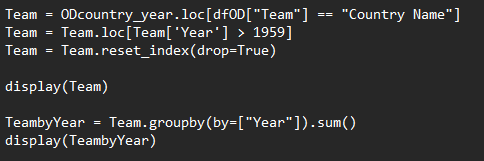 Team = ODcountry_year.loc[dfOD["Team"] == "Country Name"]
Team = Team.loc[Team['Year'] > 1959]
Team = Team.reset_index(drop=True)
display(Team)
TeambyYear = Team.groupby(by=["Year"]).sum()
display(TeambyYear)